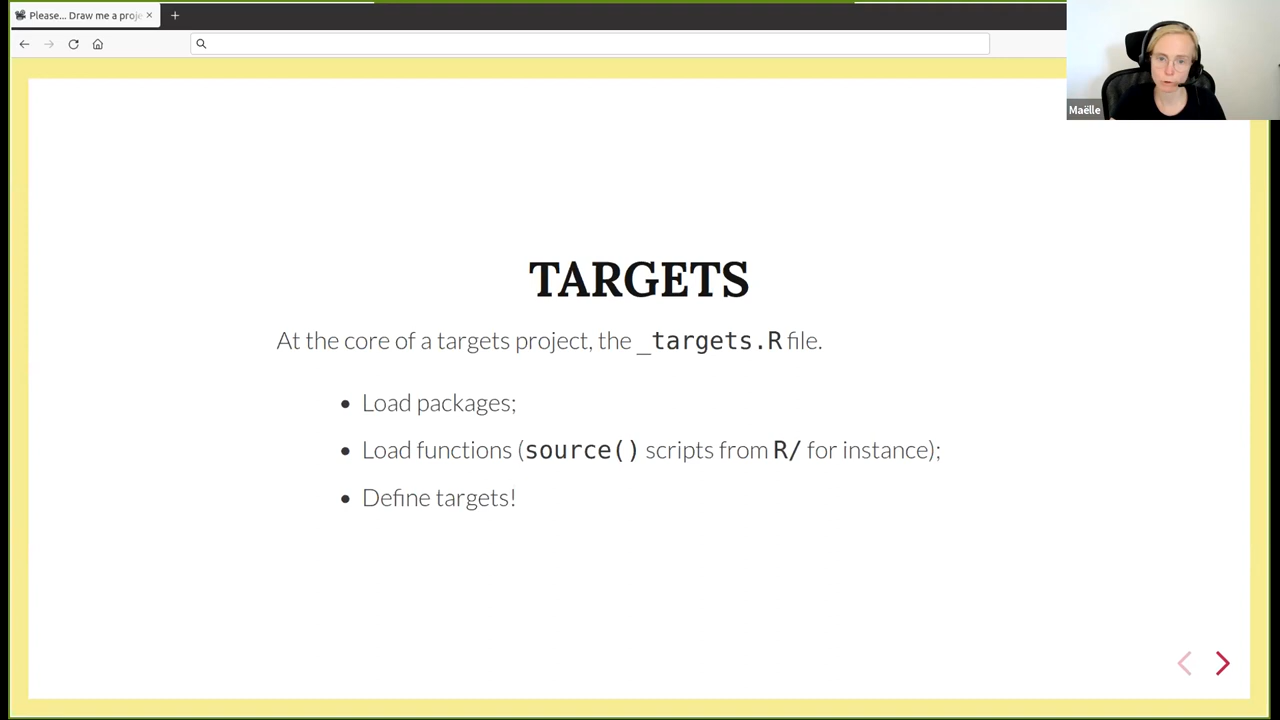 Please... Draw me a proje
Maëlle
TARGETS
At the core of a targets project, the _targets.R file.
Load packages;
Load functions (source() scripts from R/ for instance);
Define targets!